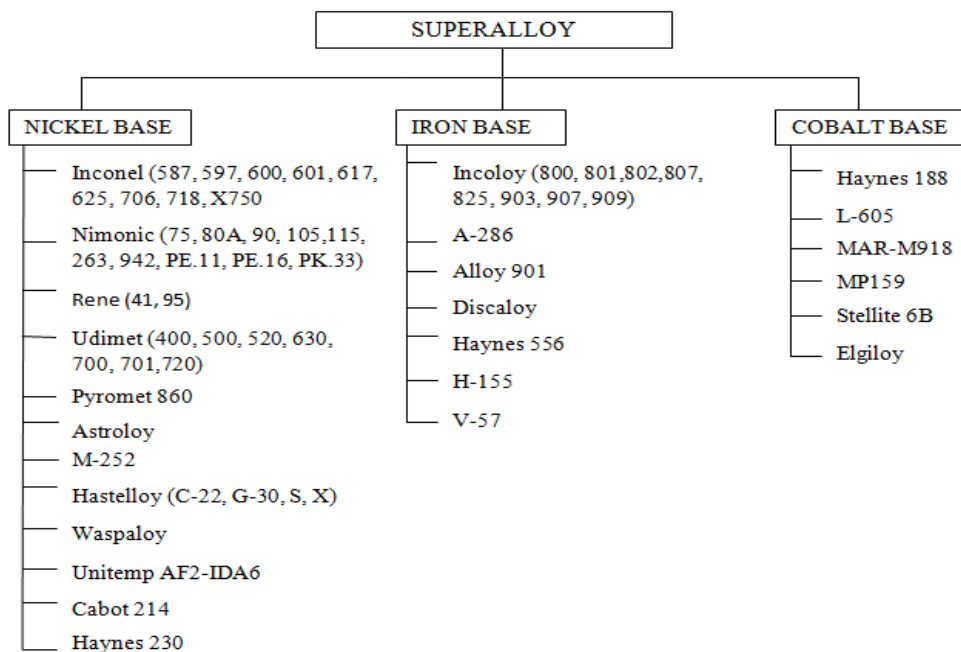 SUPERALLOY
NICKEL BASE
Inconel (587, 597, 600, 601, 617,
625, 706, 718, X750
Nimonic (75, 80A, 90, 105,115,
263, 942, PE.11, PE.16, PK.33)
Rene (41, 95)
Udimet (400, 500, 520, 630,
700, 701,720)
Pyromet 860
Astroloy
M-252
Hastelloy (C-22, G-30, S, X)
Waspaloy
Unitemp AF2-IDA6
Cabot 214
Haynes 230
IRON BASE
Incoloy (800, 801,802,807,
825, 903, 907, 909)
A-286
Alloy 901
Discaloy
Haynes 556
H-155
V-57
COBALT BASE
Haynes 188
L-605
MAR-M918
MP159
Stellite 6B
Elgiloy